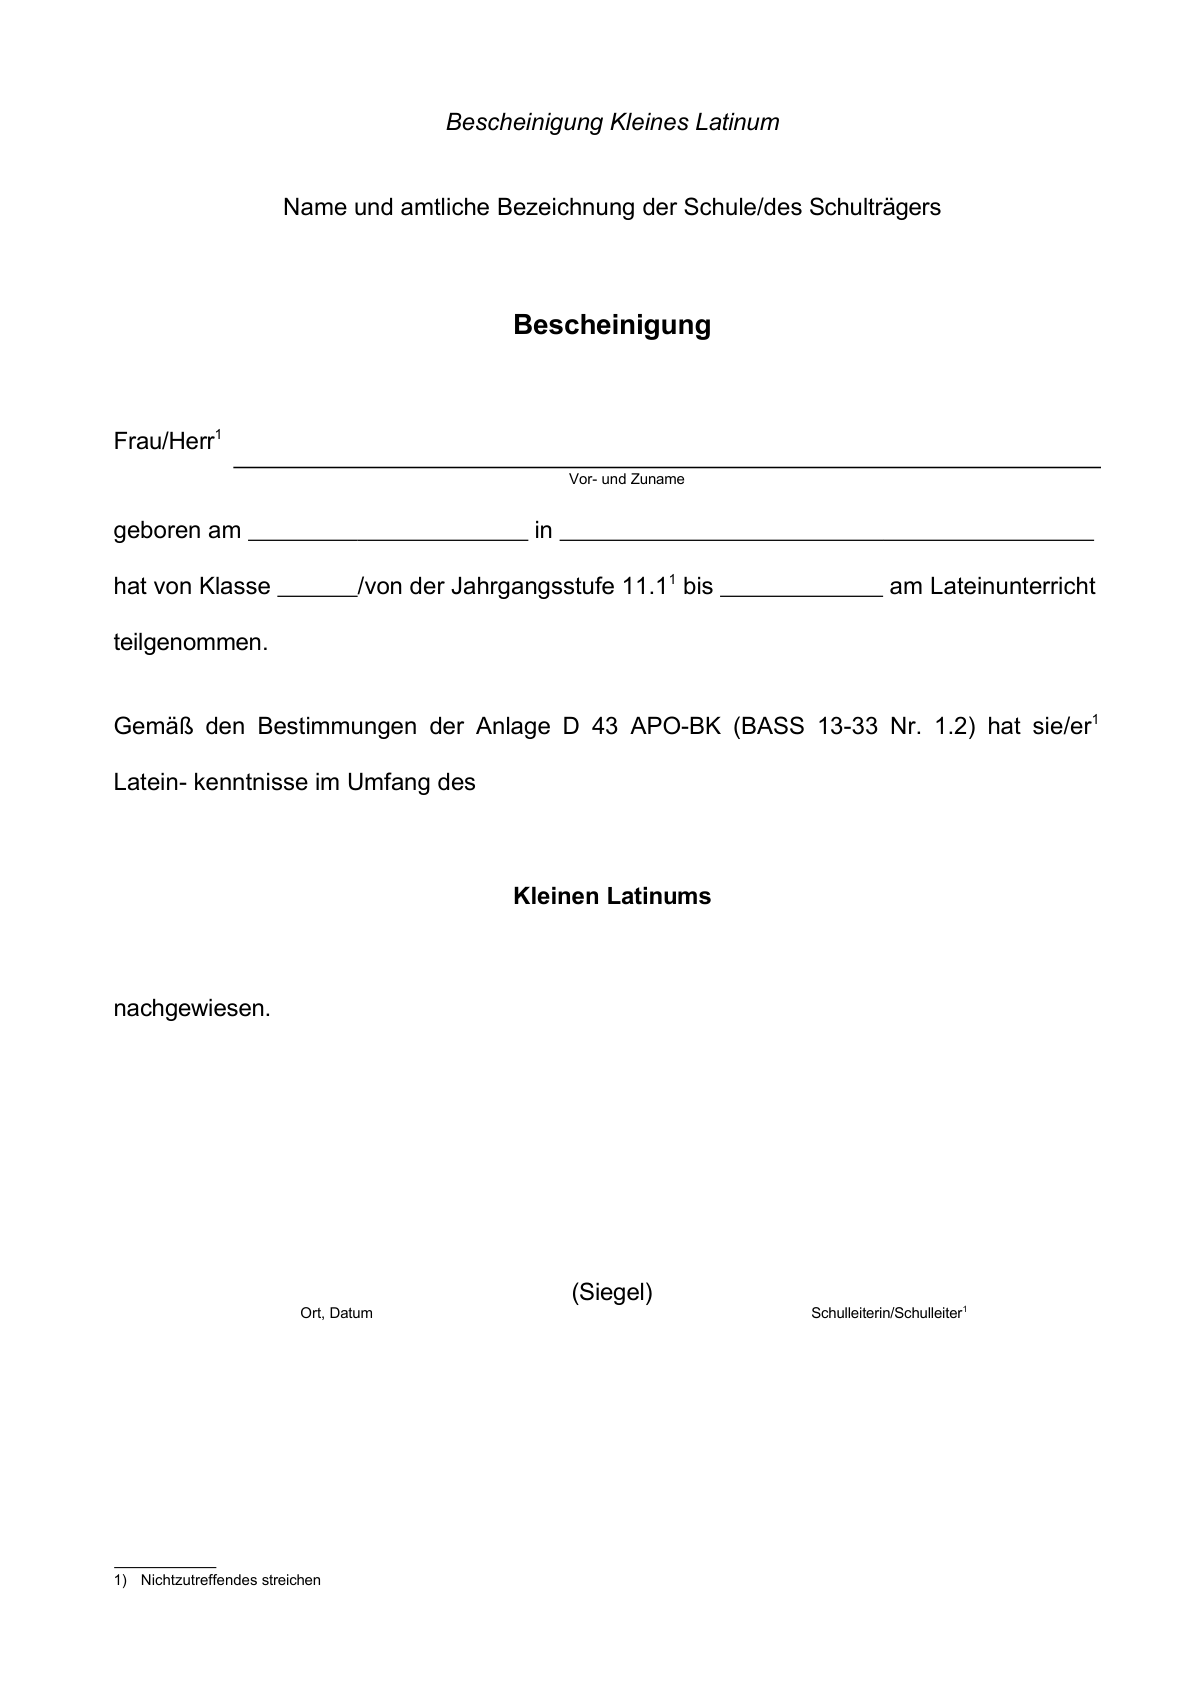 Bescheinigung Kleines Latinum
Name und amtliche Bezeichnung der Schule/des Schulträgers
Bescheinigung
Frau/Herr¹
Vor- und Zuname
geboren am _____________________ in ________________________________________
hat von Klasse ______/von der Jahrgangsstufe 11.1¹ bis ____________ am Lateinunterricht
teilgenommen.
Gemäß den Bestimmungen der Anlage D 43 APO-BK (BASS 13-33 Nr. 1.2) hat sie/er¹
Latein- kenntnisse im Umfang des
Kleinen Latinums
nachgewiesen.
(Siegel)
Ort, Datum Schulleiterin/Schulleiter¹
1) Nichtzutreffendes streichen